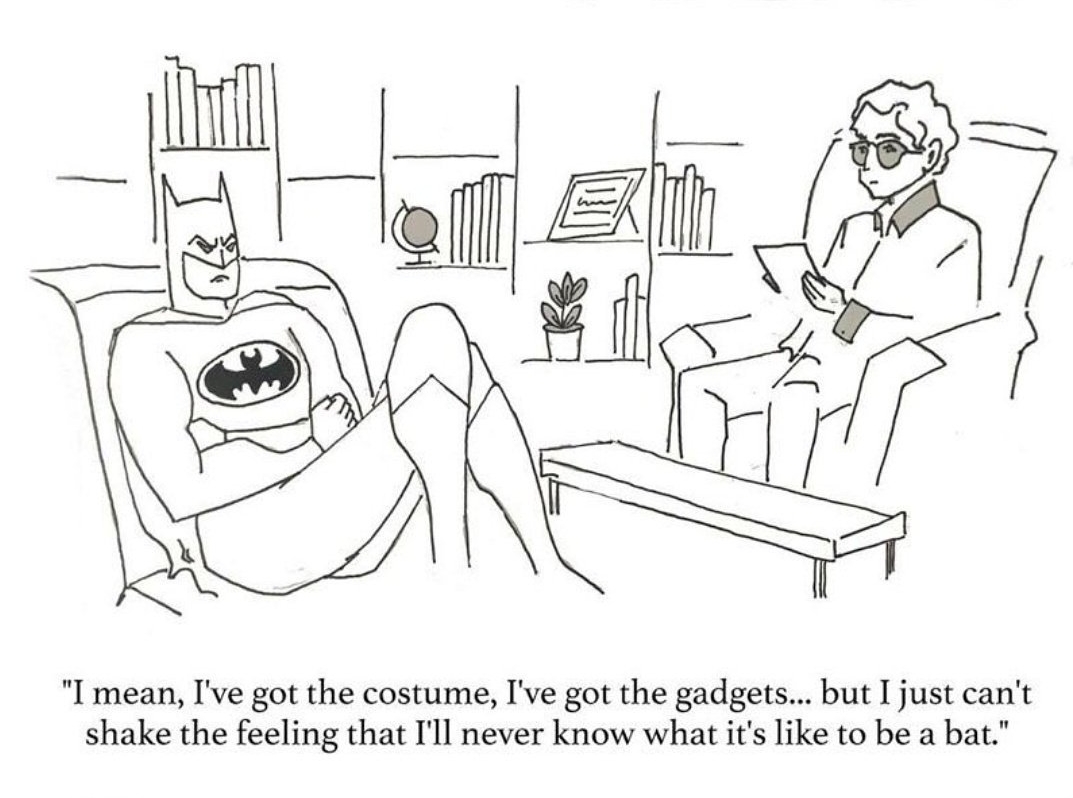 "I mean, I've got the costume, I've got the gadgets... but I just can't
shake the feeling that I'll never know what it's like to be a bat."